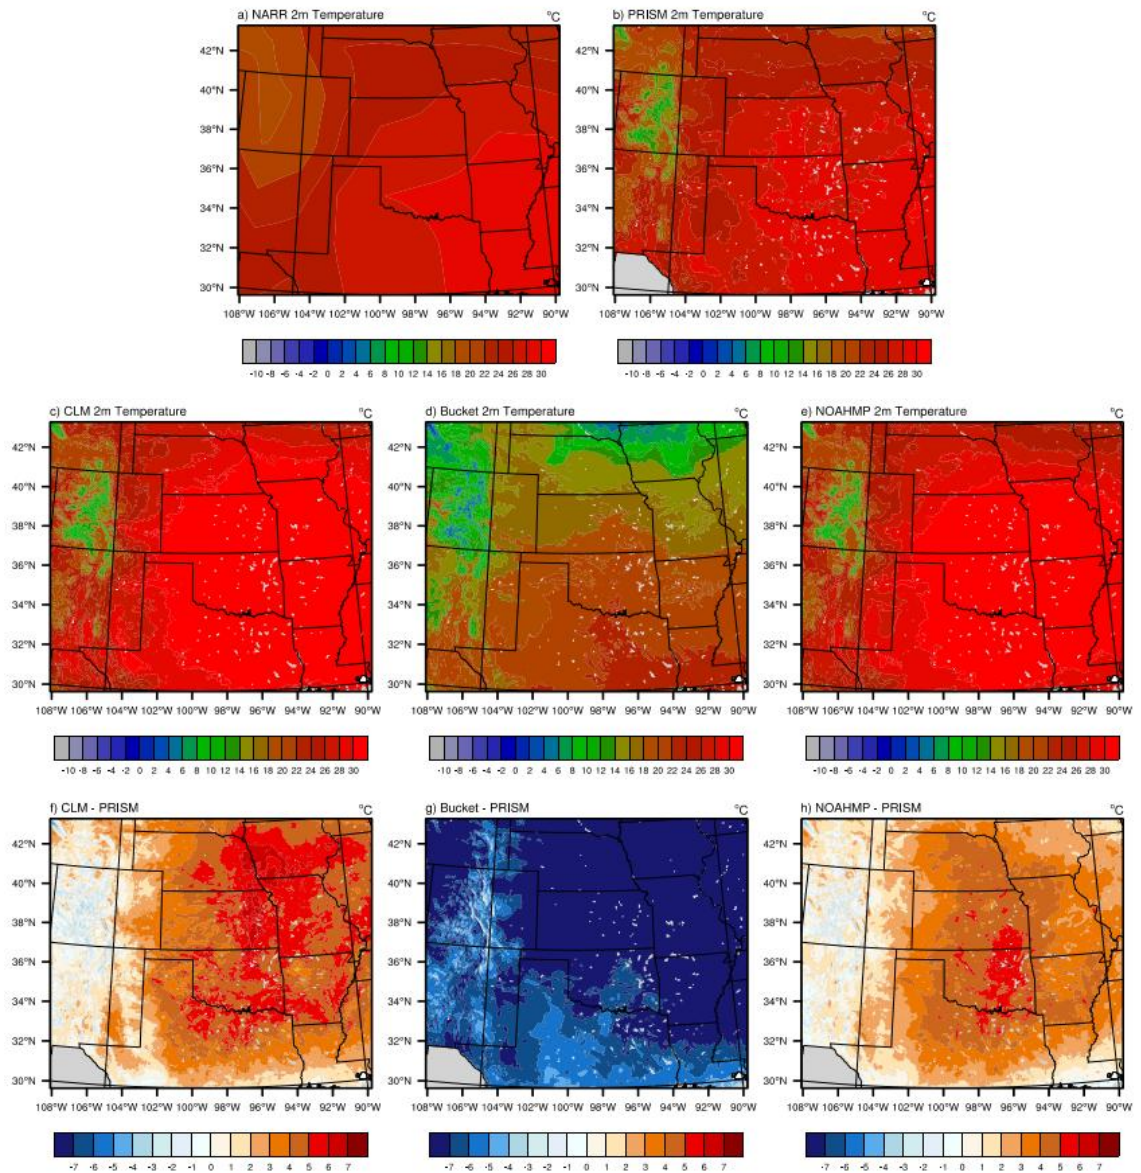 a) NARR 2m Temperature °C b) PRISM 2m Temperature °C
42°N 42°N
40°N 40°N
38°N 38°N
36°N 36°N
34°N 34°N
32°N 32°N
30°N 30°N
108°W 106°W 104°W 102°W 100°W 98°W 96°W 94°W 92°W 90°W 108°W 106°W 104°W 102°W 100°W 98°W 96°W 94°W 92°W 90°W
-10 -8 -6 -4 -2 0 2 4 6 8 10 12 14 16 18 20 22 24 26 28 30 -10 -8 -6 -4 -2 0 2 4 6 8 10 12 14 16 18 20 22 24 26 28 30
c) CLM 2m Temperature °C d) Bucket 2m Temperature °C e) NOAHMP 2m Temperature °C
42°N 42°N 42°N
40°N 40°N 40°N
38°N 38°N 38°N
36°N 36°N 36°N
34°N 34°N 34°N
32°N 32°N 32°N
30°N 30°N 30°N
108°W 106°W 104°W 102°W 100°W 98°W 96°W 94°W 92°W 90°W 108°W 106°W 104°W 102°W 100°W 98°W 96°W 94°W 92°W 90°W 108°W 106°W 104°W 102°W 100°W 98°W 96°W 94°W 92°W 90°W
-10 -8 -6 -4 -2 0 2 4 6 8 10 12 14 16 18 20 22 24 26 28 30 -10 -8 -6 -4 -2 0 2 4 6 8 10 12 14 16 18 20 22 24 26 28 30 -10 -8 -6 -4 -2 0 2 4 6 8 10 12 14 16 18 20 22 24 26 28 30
f) CLM - PRISM °C g) Bucket - PRISM °C h) NOAHMP - PRISM °C
42°N 42°N 42°N
40°N 40°N 40°N
38°N 38°N 38°N
36°N 36°N 36°N
34°N 34°N 34°N
32°N 32°N 32°N
30°N 30°N 30°N
108°W 106°W 104°W 102°W 100°W 98°W 96°W 94°W 92°W 90°W 108°W 106°W 104°W 102°W 100°W 98°W 96°W 94°W 92°W 90°W 108°W 106°W 104°W 102°W 100°W 98°W 96°W 94°W 92°W 90°W
-7 -6 -5 -4 -3 -2 -1 0 1 2 3 4 5 6 7 -7 -6 -5 -4 -3 -2 -1 0 1 2 3 4 5 6 7 -7 -6 -5 -4 -3 -2 -1 0 1 2 3 4 5 6 7